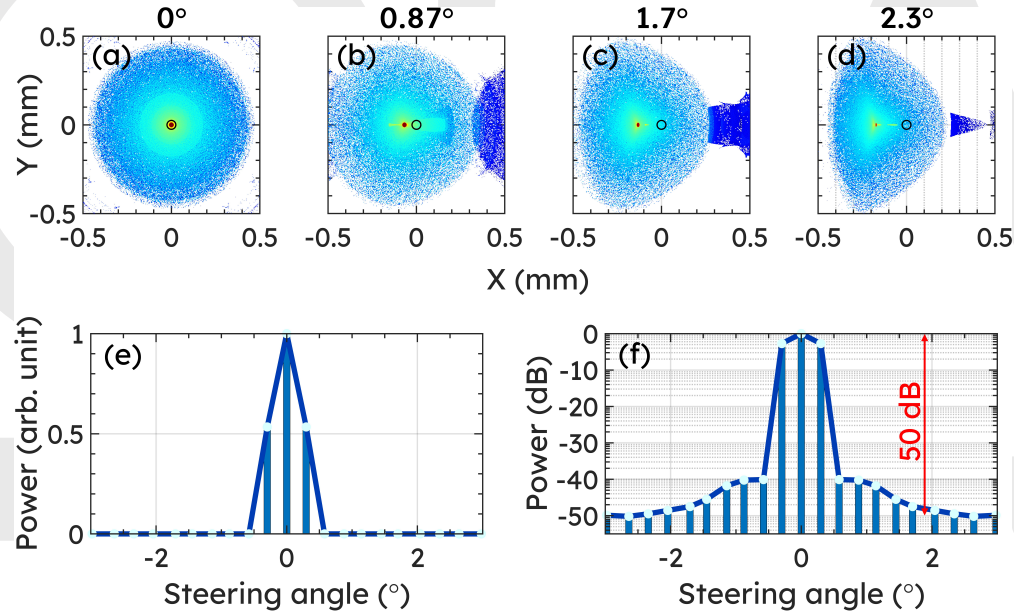 0° 0.87° 1.7° 2.3°
(a) (b) (c) (d)
0.5
0
-0.5
Y (mm)
-0.5 0 0.5 -0.5 0 0.5 -0.5 0 0.5 -0.5 0 0.5
X (mm)
(e) (f)
1
0.5
0
Power (arb. unit)
-2 0 2
Steering angle (°)
0
-10
-20
-30
-40
-50
Power (dB)
50 dB
-2 0 2
Steering angle (°)